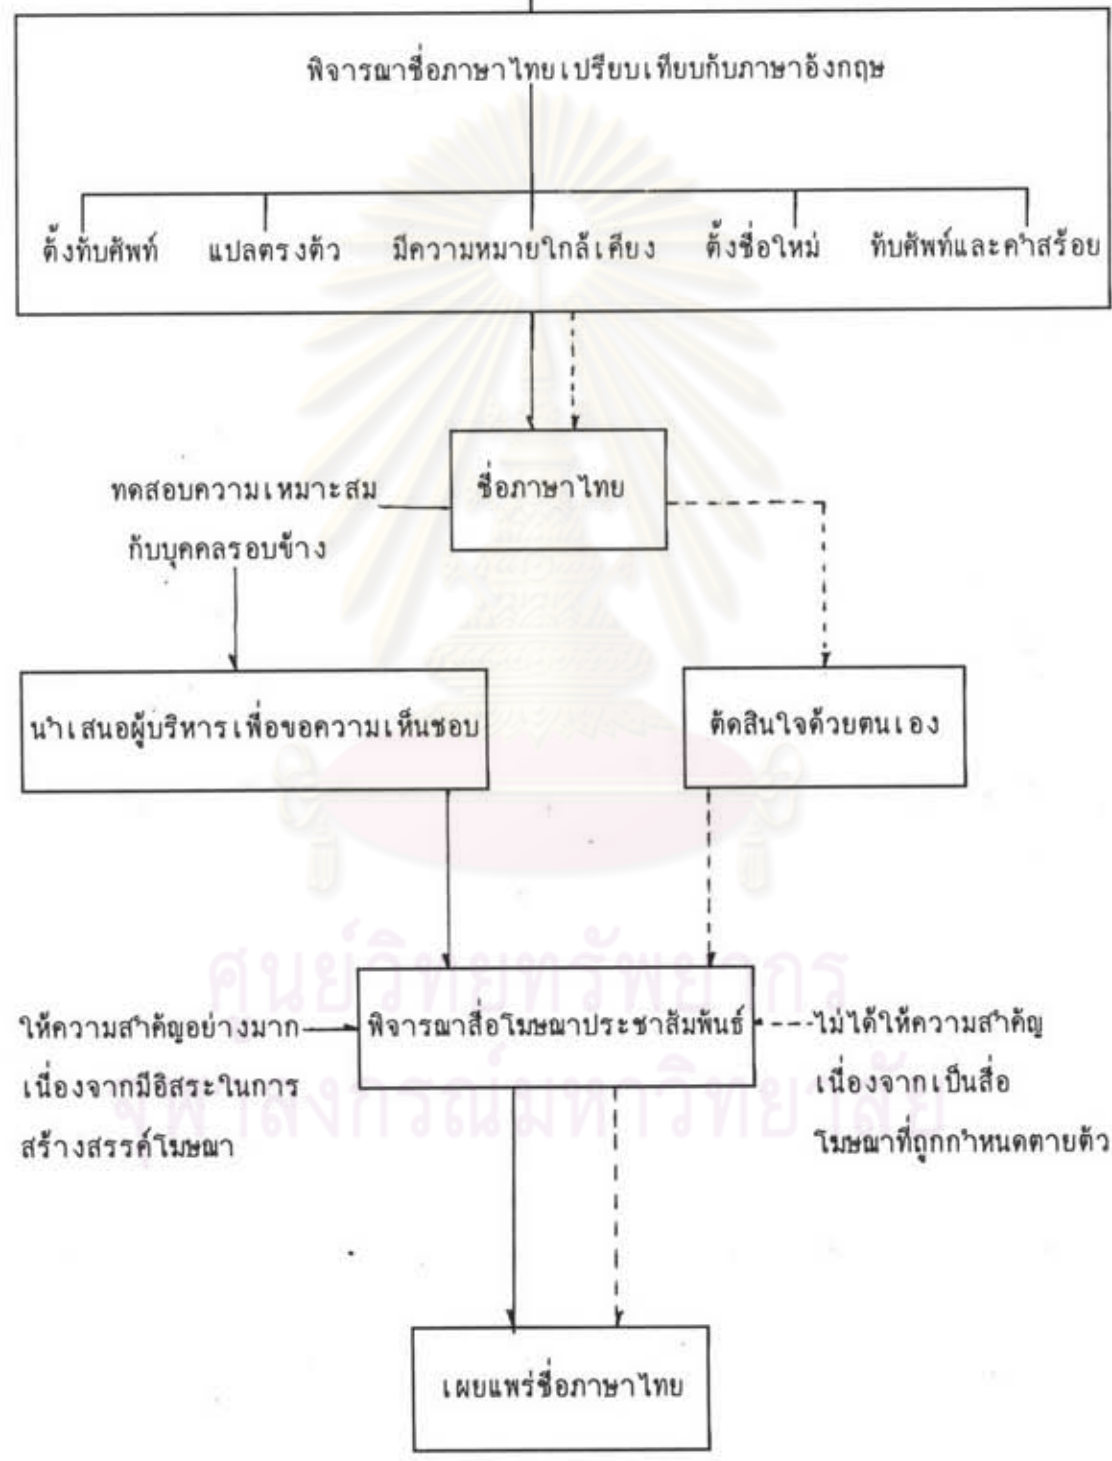 พิจารณาชื่อภาษาไทยเปรียบเทียบกับภาษาอังกฤษ
ตั้งทับศัพท์ แปลตรงตัว มีความหมายใกล้เคียง ตั้งชื่อใหม่ ทับศัพท์และคำสร้อย
ชื่อภาษาไทย
ทดสอบความเหมาะสม
กับบุคคลรอบข้าง
นำเสนอผู้บริหารเพื่อขอความเห็นชอบ
ตัดสินใจด้วยตนเอง
ศูนย์วิทยทรัพยากร
จุฬาลงกรณ์มหาวิทยาลัย
พิจารณาสื่อโฆษณาประชาสัมพันธ์
ให้ความสำคัญอย่างมาก
เนื่องจากมีอิสระในการ
สร้างสรรค์โฆษณา
ไม่ได้ให้ความสำคัญ
เนื่องจากเป็นสื่อ
โฆษณาที่ถูกกำหนดตายตัว
เผยแพร่ชื่อภาษาไทย